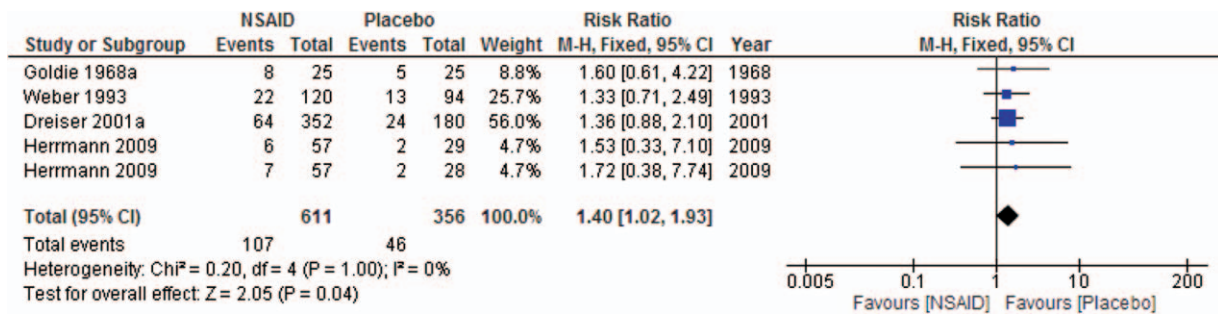 NSAID Placebo Risk Ratio Risk Ratio
Study or Subgroup Events Total Events Total Weight M-H, Fixed, 95% CI Year M-H, Fixed, 95% CI
Goldie 1968a 8 25 5 25 8.8% 1.60 [0.61, 4.22] 1968
Weber 1993 22 120 13 94 25.7% 1.33 [0.71, 2.49] 1993
Dreiser 2001a 64 352 24 180 56.0% 1.36 [0.88, 2.10] 2001
Herrmann 2009 6 57 2 29 4.7% 1.53 [0.33, 7.10] 2009
Herrmann 2009 7 57 2 28 4.7% 1.72 [0.38, 7.74] 2009
Total (95% CI) 611 356 100.0% 1.40 [1.02, 1.93]
Total events 107 46
Heterogeneity: Chi² = 0.20, df = 4 (P = 1.00); I² = 0%
Test for overall effect: Z = 2.05 (P = 0.04)
0.005 0.1 1 10 200
Favours [NSAID] Favours [Placebo]